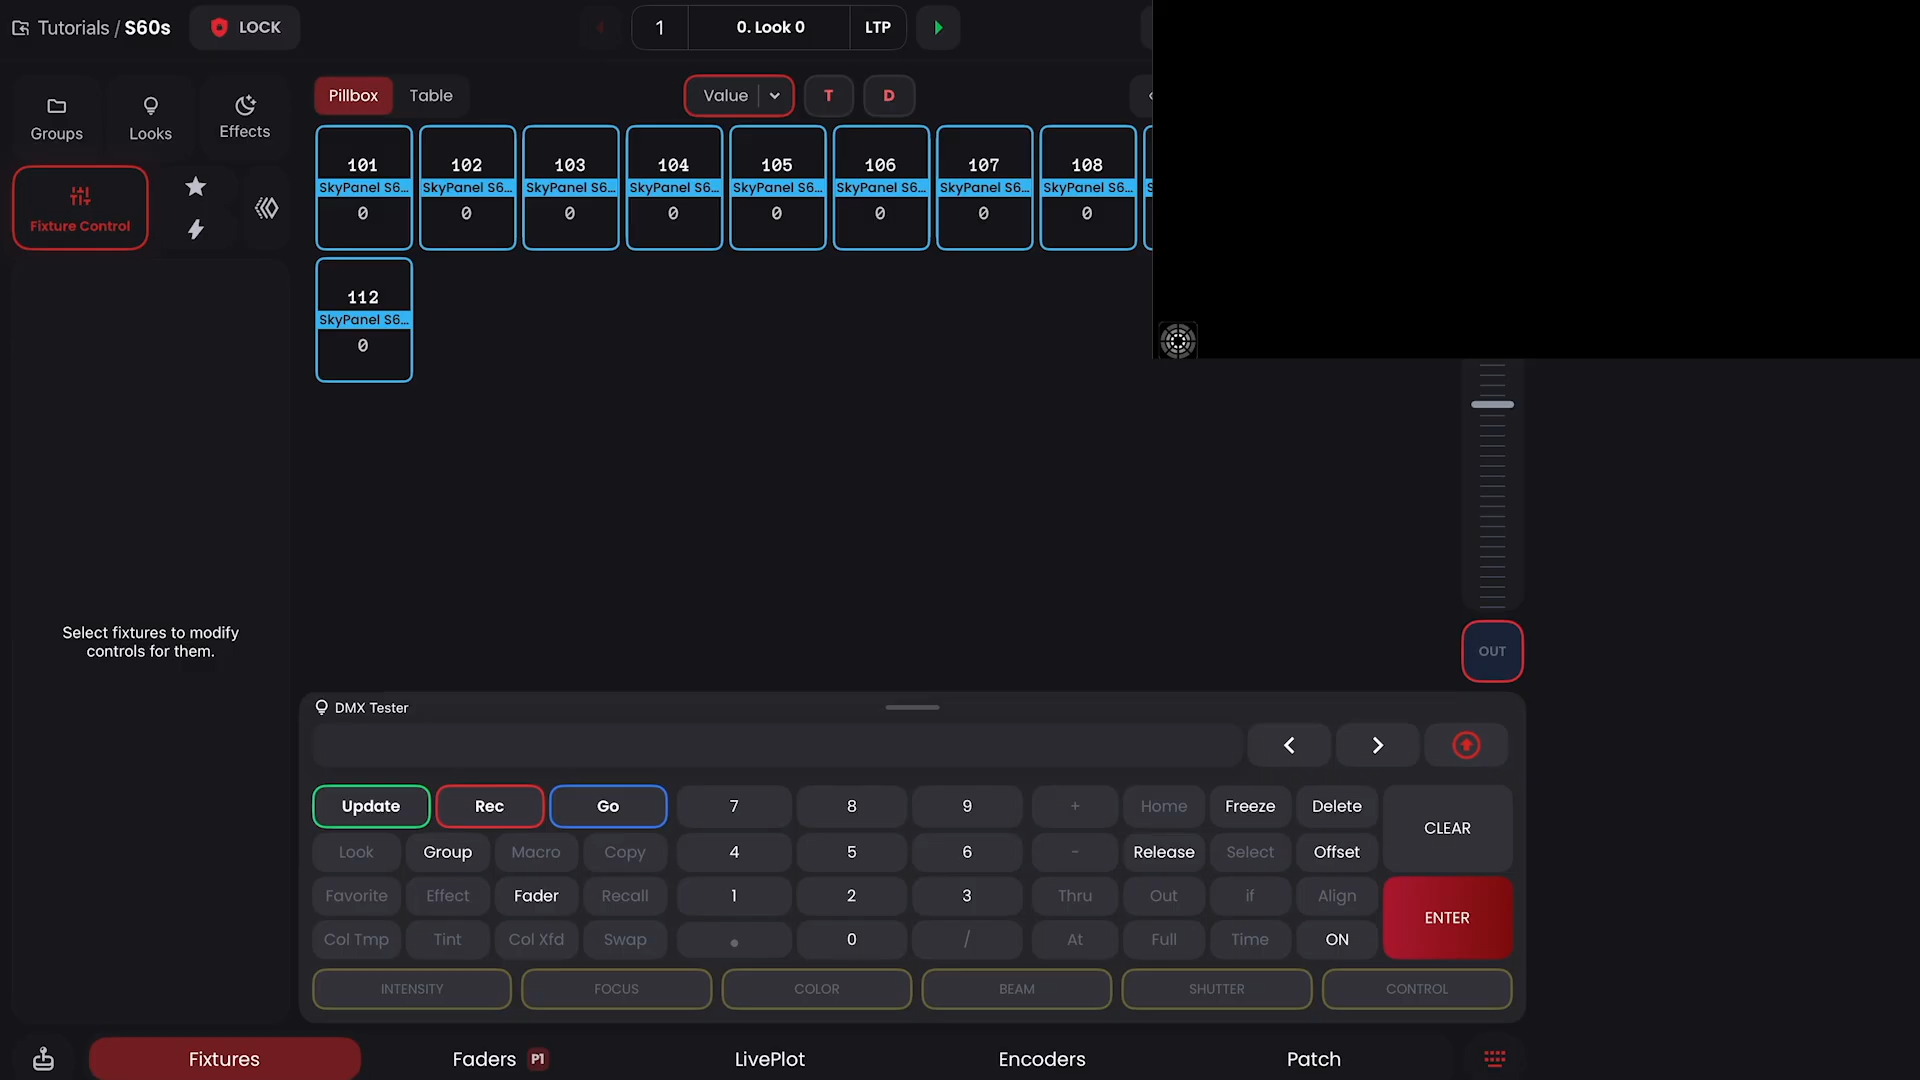 Tutorials / S60s
LOCK
1
0. Look 0
LTP
Groups
Looks
Effects
Pillbox
Table
Value
T
D
Fixture Control
101
SkyPanel S6...
0
102
SkyPanel S6...
0
103
SkyPanel S6...
0
104
SkyPanel S6...
0
105
SkyPanel S6...
0
106
SkyPanel S6...
0
107
SkyPanel S6...
0
108
SkyPanel S6...
0
112
SkyPanel S6...
0
Select fixtures to modify
controls for them.
OUT
DMX Tester
Update Rec Go 7 8 9 + Home Freeze Delete CLEAR
Look Group Macro Copy 4 5 6 - Release Select Offset
Favorite Effect Fader Recall 1 2 3 Thru Out if Align ENTER
Col Tmp Tint Col Xfd Swap . 0 / At Full Time ON
INTENSITY FOCUS COLOR BEAM SHUTTER CONTROL
Fixtures Faders P1 LivePlot Encoders Patch